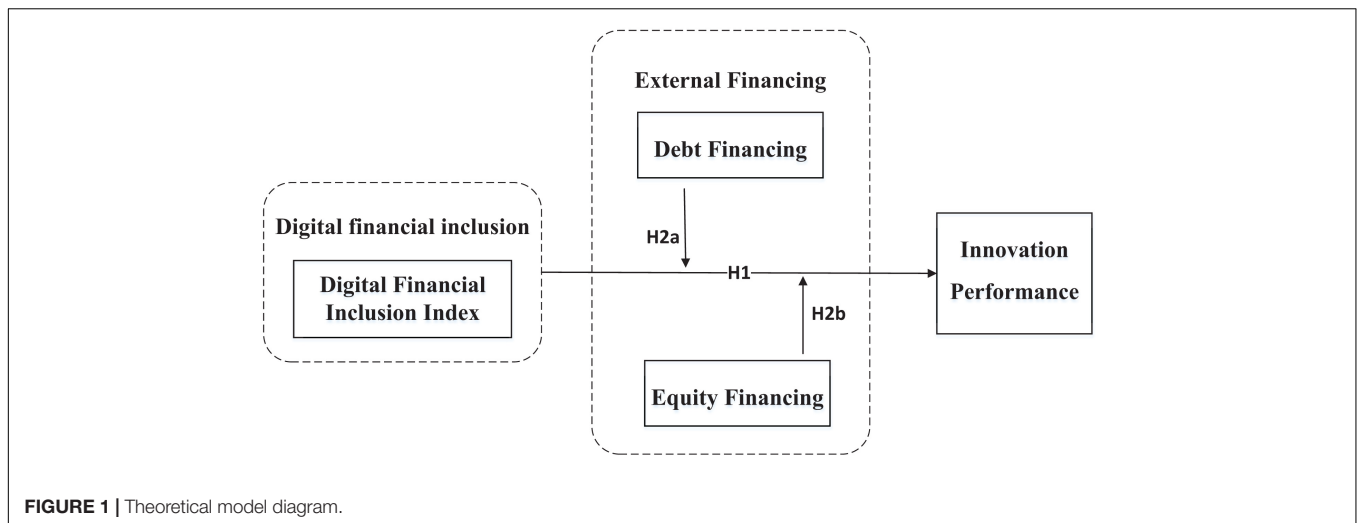 External Financing
Debt Financing
Digital financial inclusion
Digital Financial
Inclusion Index
H2a
H1
H2b
Equity Financing
Innovation
Performance
FIGURE 1 | Theoretical model diagram.